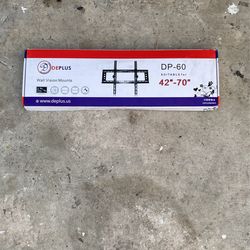 DEPLUS
DP-60
Wall Vision Mounts
SUITABLE for
42"-70"
www.deplus.us